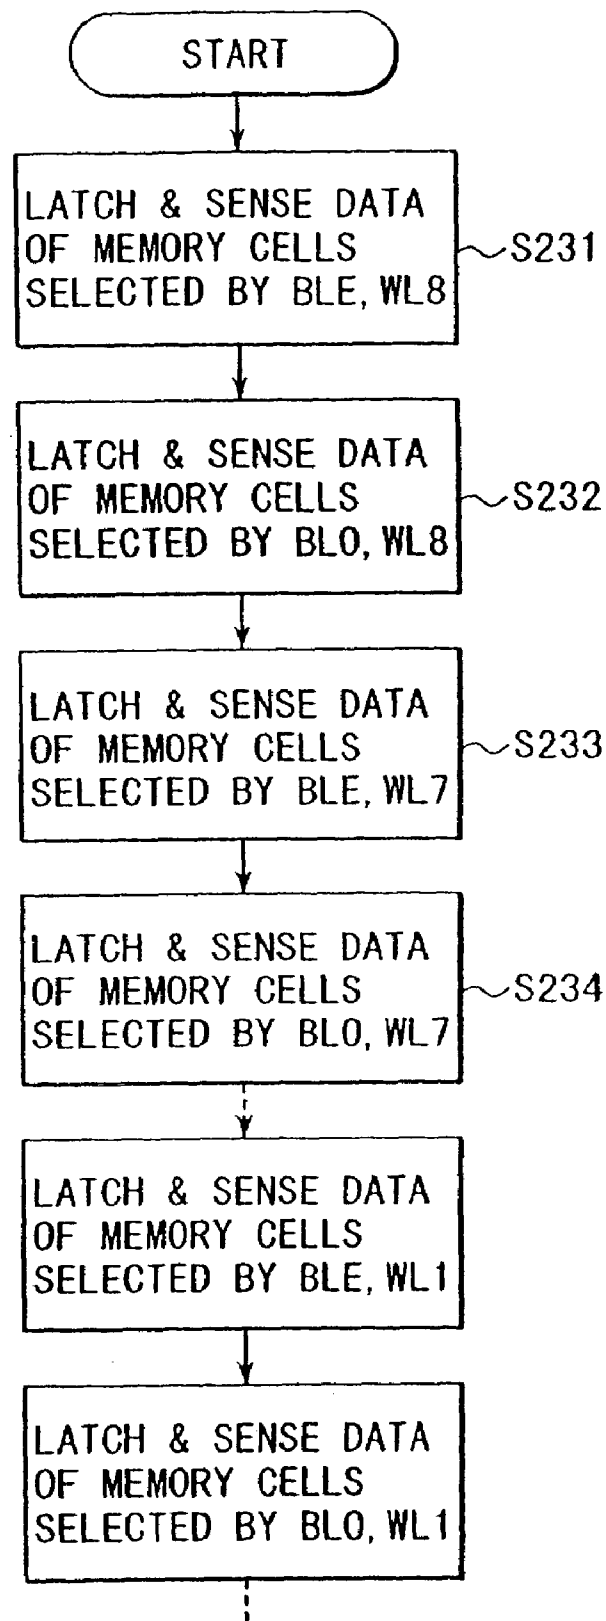 START
LATCH & SENSE DATA
OF MEMORY CELLS
SELECTED BY BLE, WL8
S231
LATCH & SENSE DATA
OF MEMORY CELLS
SELECTED BY BLO, WL8
S232
LATCH & SENSE DATA
OF MEMORY CELLS
SELECTED BY BLE, WL7
S233
LATCH & SENSE DATA
OF MEMORY CELLS
SELECTED BY BLO, WL7
S234
LATCH & SENSE DATA
OF MEMORY CELLS
SELECTED BY BLE, WL1
LATCH & SENSE DATA
OF MEMORY CELLS
SELECTED BY BLO, WL1